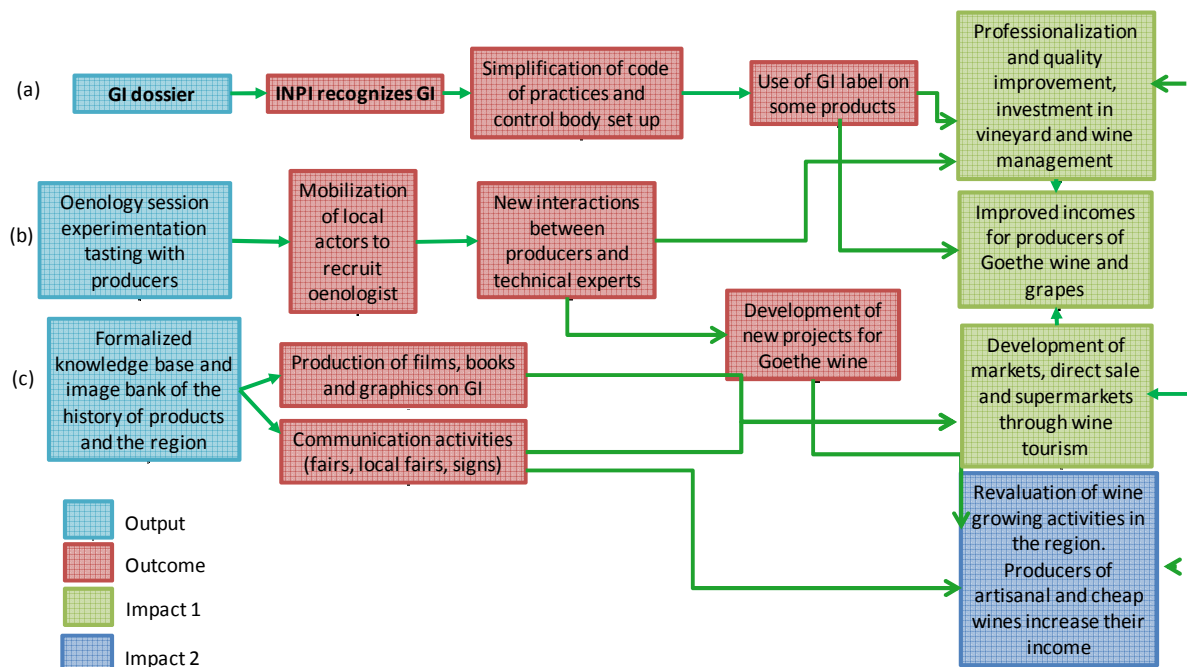 (a)
GI dossier
INPI recognizes GI
Simplification of code
of practices and
control body set up
Use of GI label on
some products
Professionalization
and quality
improvement,
investment in
vineyard and wine
management
(b)
Oenology session
experimentation
tasting with
producers
Mobilization
of local
actors to
recruit
oenologist
New interactions
between
producers and
technical experts
Improved incomes
for producers of
Goethe wine and
grapes
(c)
Formalized
knowledge base and
image bank of the
history of products
and the region
Production of films, books
and graphics on GI
Communication activities
(fairs, local fairs, signs)
Development of
new projects for
Goethe wine
Development of
markets, direct sale
and supermarkets
through wine
tourism
Revaluation of wine
growing activities in
the region.
Producers of
artisanal and cheap
wines increase their
income
Output
Outcome
Impact 1
Impact 2